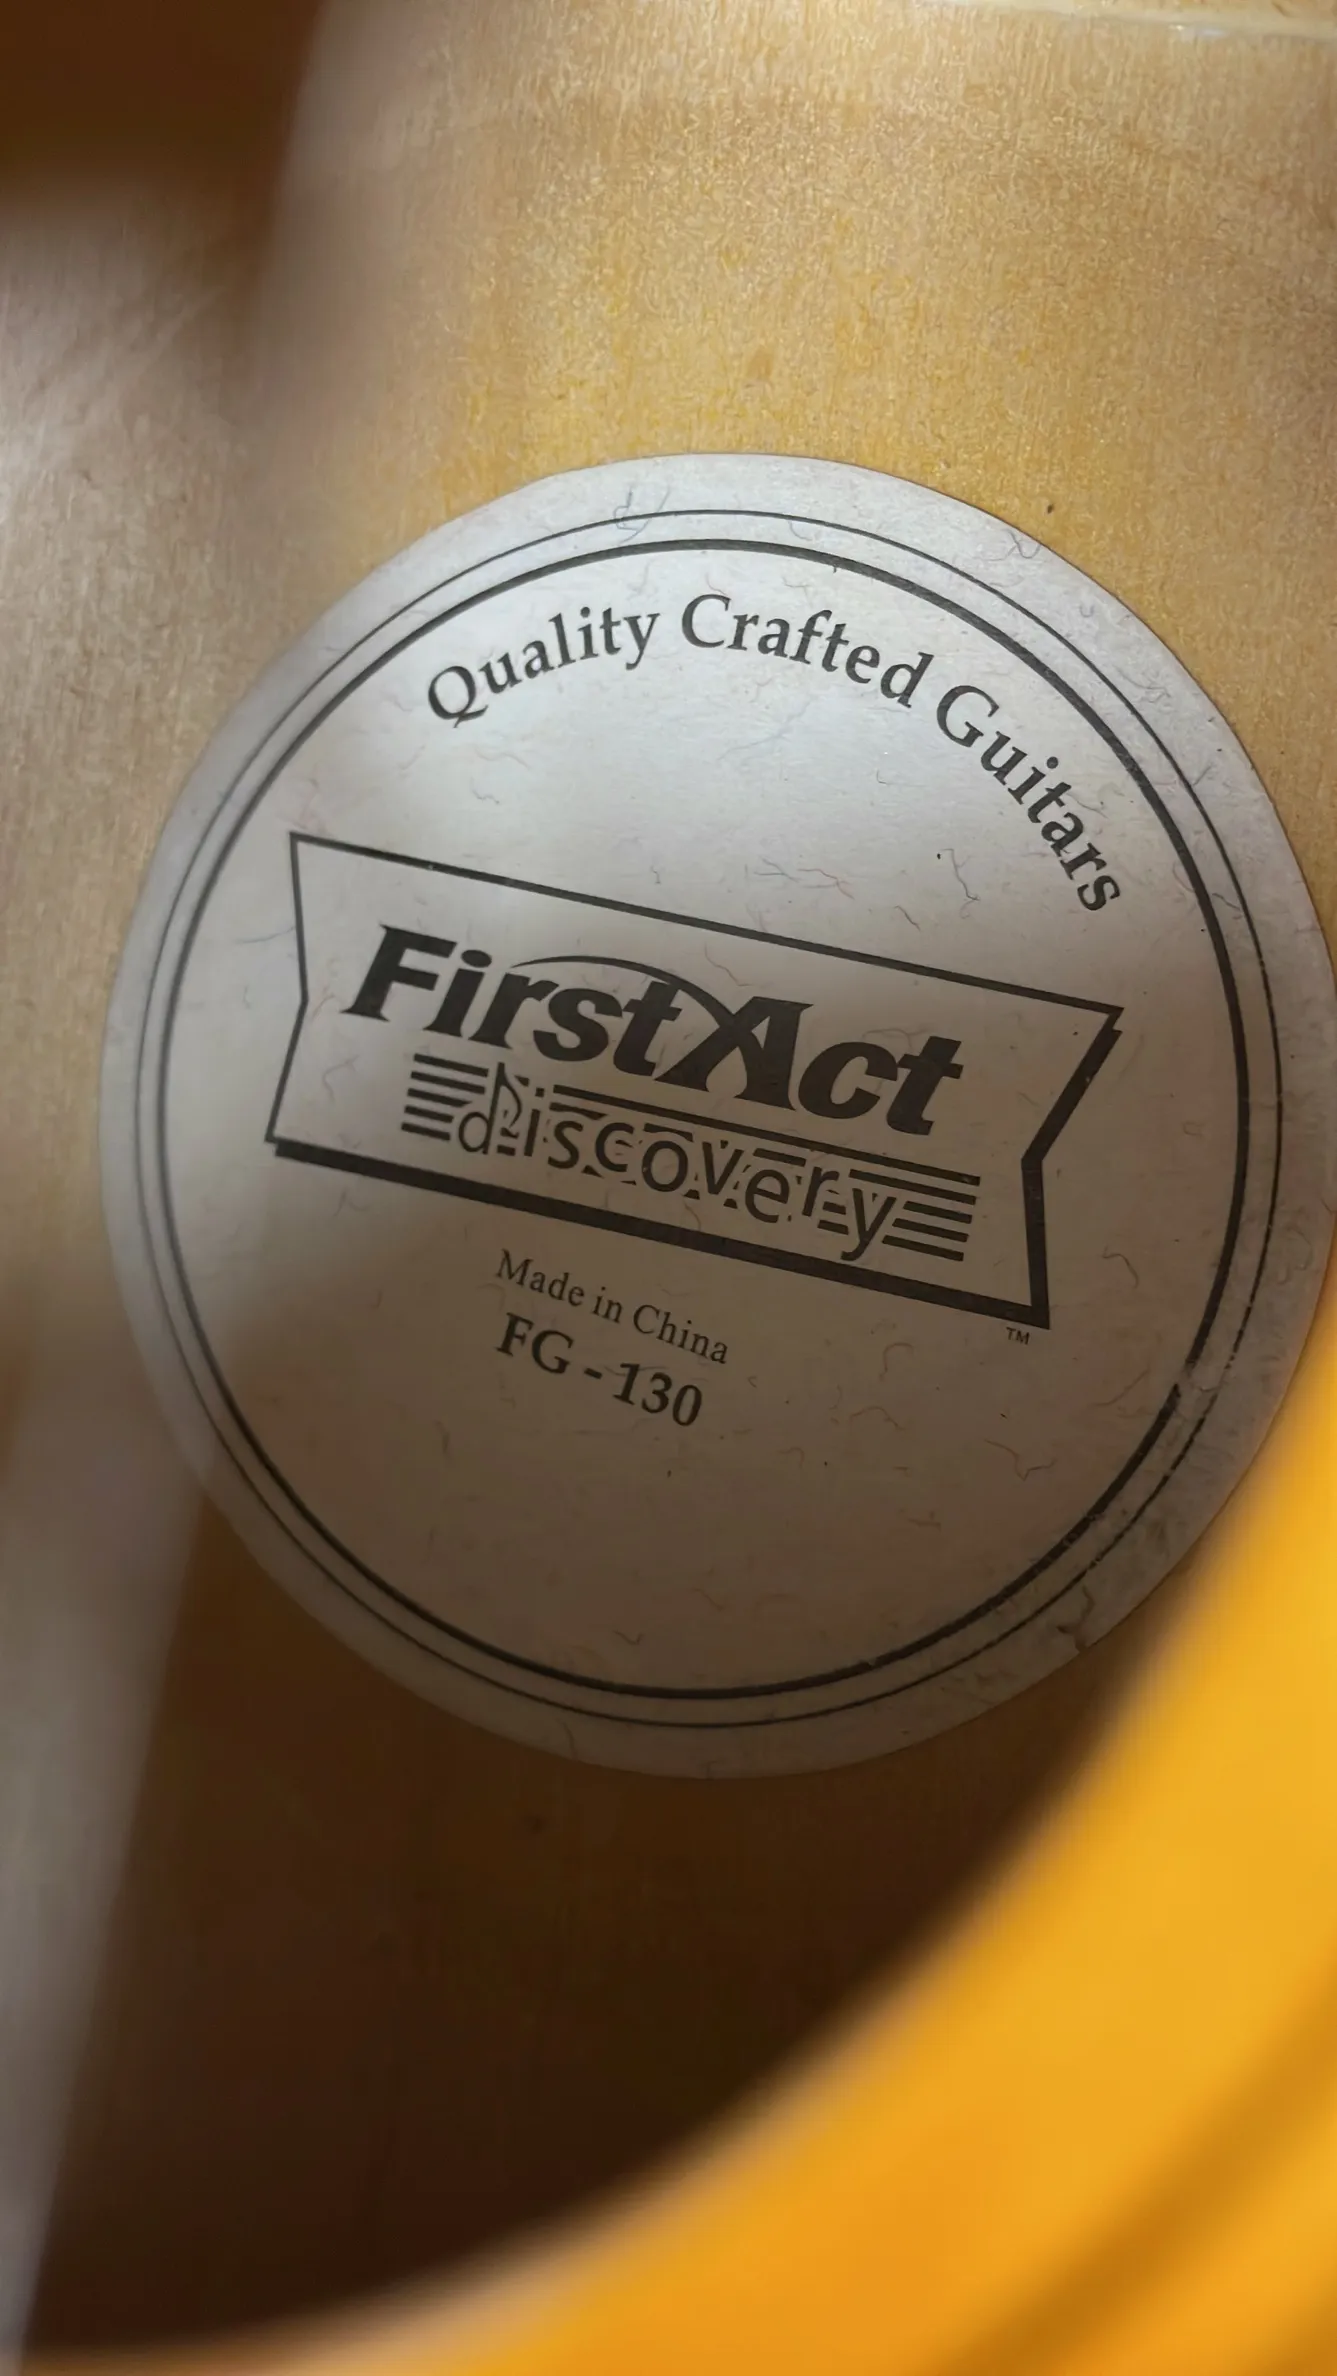 Quality Crafted Guitars
FirstAct
discovery
TM
Made in China
FG - 130